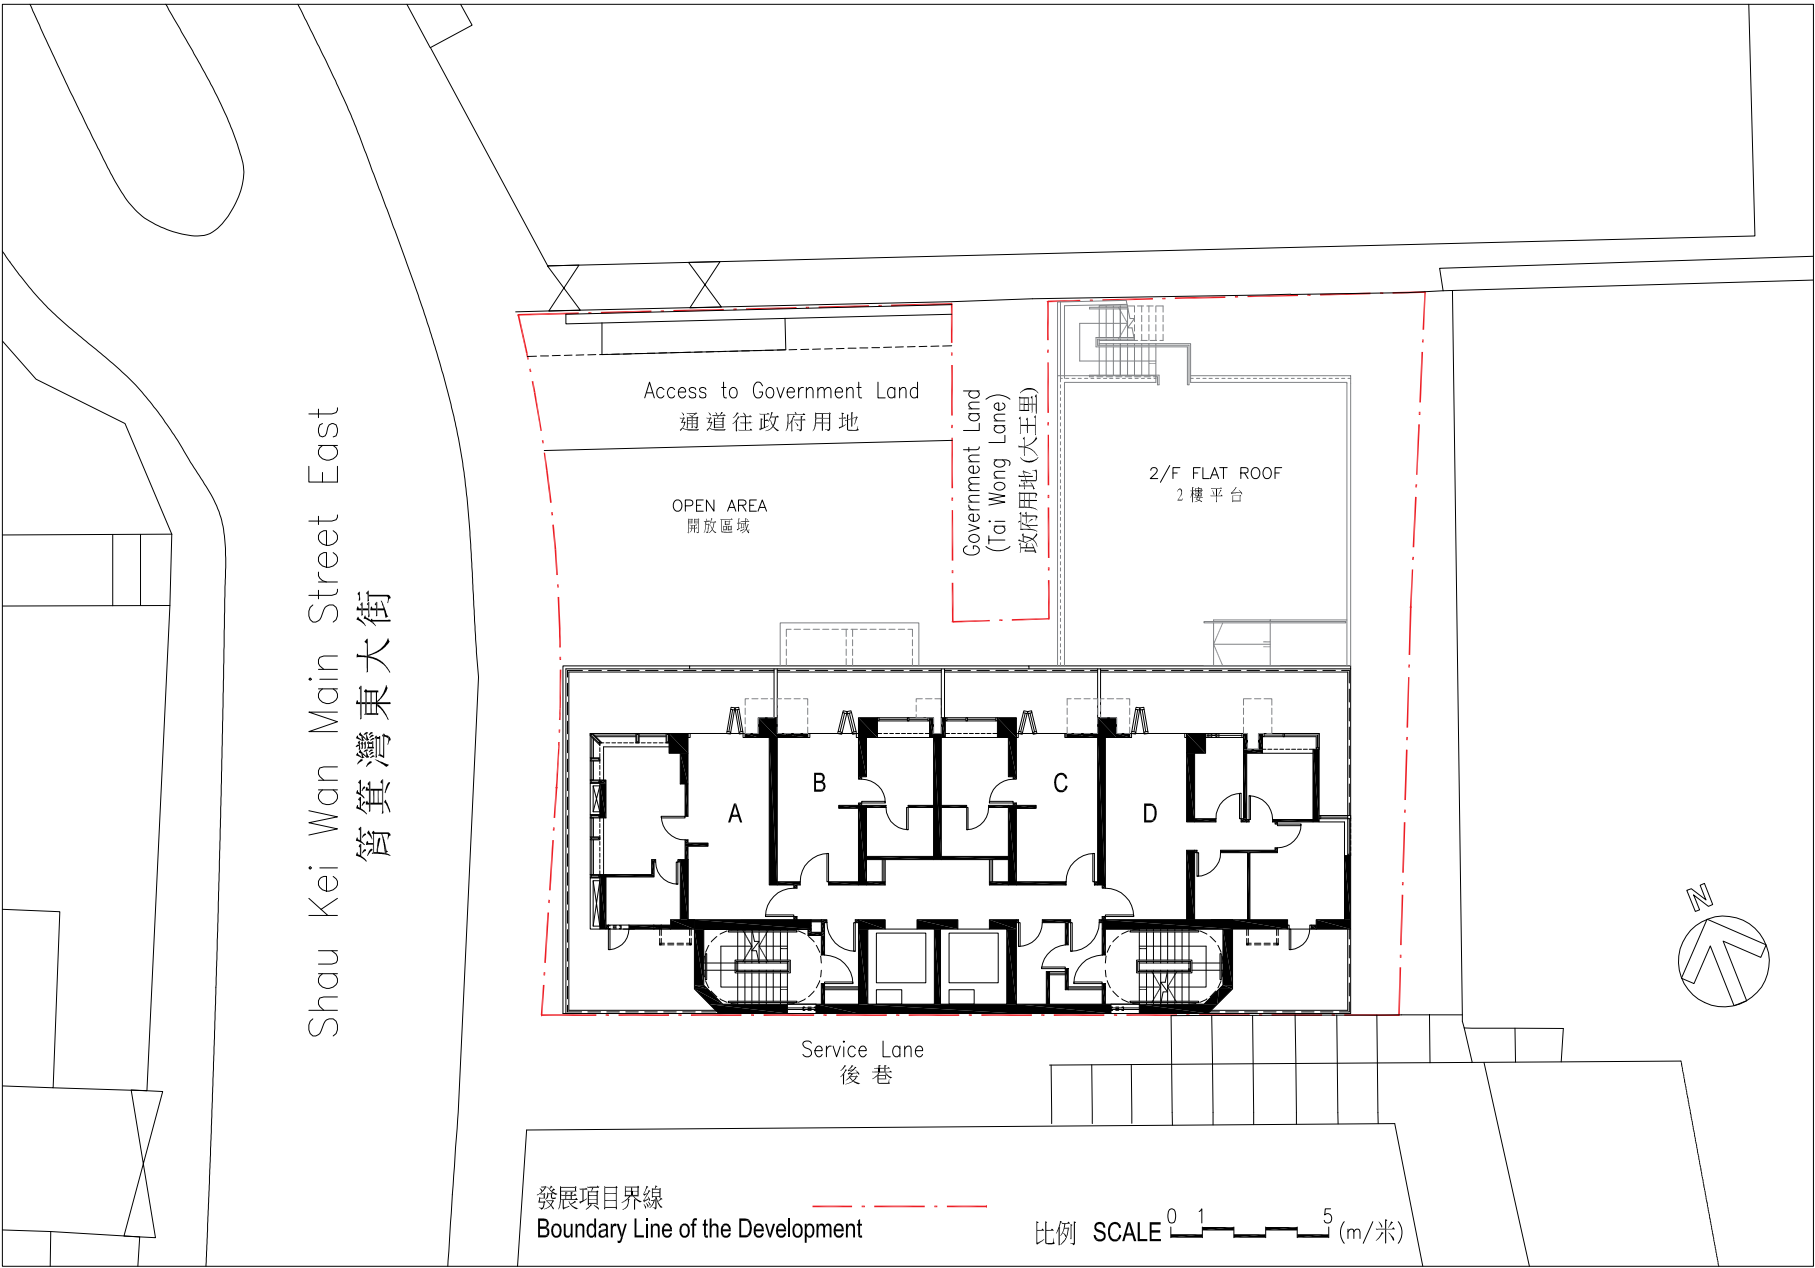 Access to Government Land
通道往政府用地
Government Land
(Tai Wong Lane)
政府用地(大王里)
2/F FLAT ROOF
2樓平台
OPEN AREA
開放區域
Shau Kei Wan Main Street East
筲箕灣東大街
A
B
C
D
N
Service Lane
後巷
發展項目界線
Boundary Line of the Development
比例 SCALE 0 1 5 (m/米)